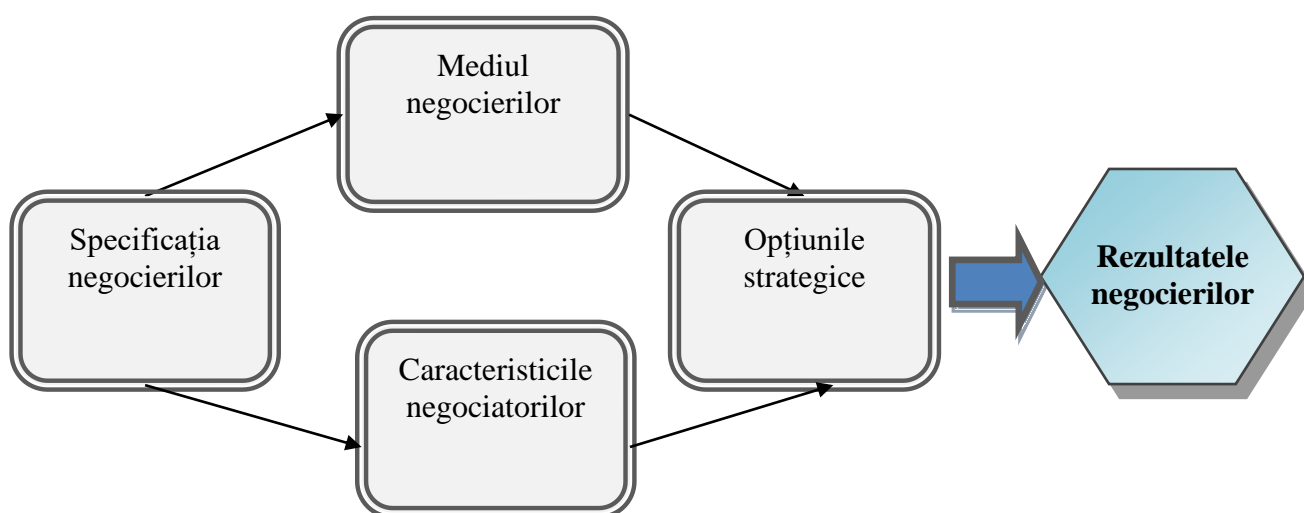 Mediul
negocierilor
Specificația
negocierilor
Opțiunile
strategice
Rezultatele
negocierilor
Caracteristicile
negociatorilor